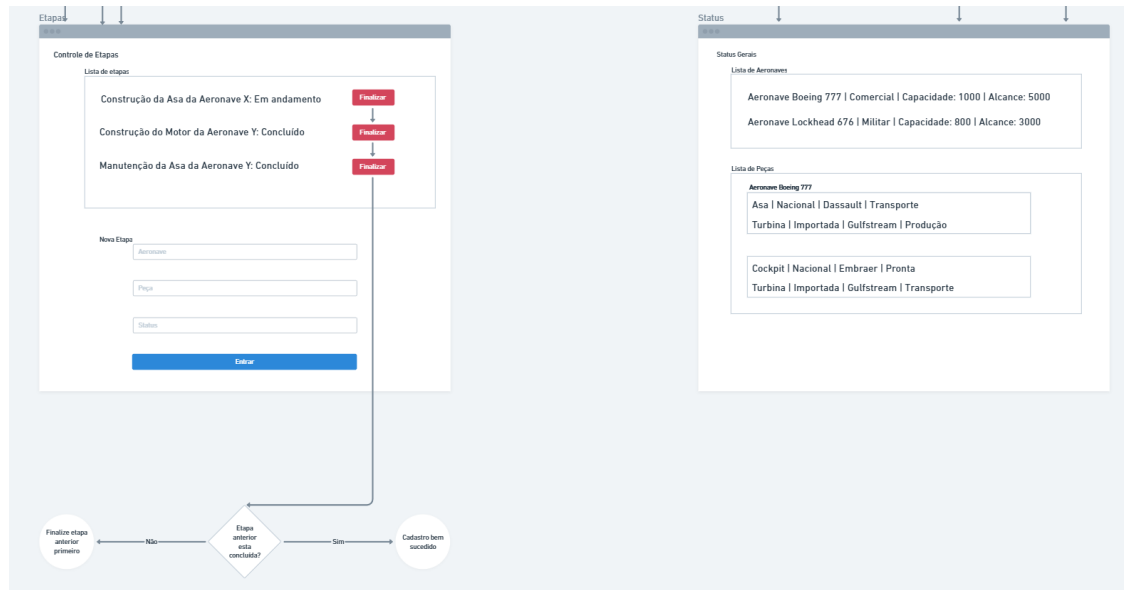 Etapas
Controle de Etapas
Lista de etapas
Construção da Asa da Aeronave X: Em andamento
Finalizar
Construção do Motor da Aeronave Y: Concluído
Finalizar
Manutenção da Asa da Aeronave Y: Concluído
Finalizar
Nova Etapa
Aeronave
Peça
Status
Entrar
Etapa
anterior
esta
concluída?
Não
Finalize etapa
anterior
primeiro
Sim
Cadastro bem
sucedido
Status
Status Gerais
Lista de Aeronaves
Aeronave Boeing 777 | Comercial | Capacidade: 1000 | Alcance: 5000
Aeronave Lockhead 676 | Militar | Capacidade: 800 | Alcance: 3000
Lista de Peças
Aeronave Boeing 777
Asa | Nacional | Dassault | Transporte
Turbina | Importada | Gulfstream | Produção
Cockpit | Nacional | Embraer | Pronta
Turbina | Importada | Gulfstream | Transporte